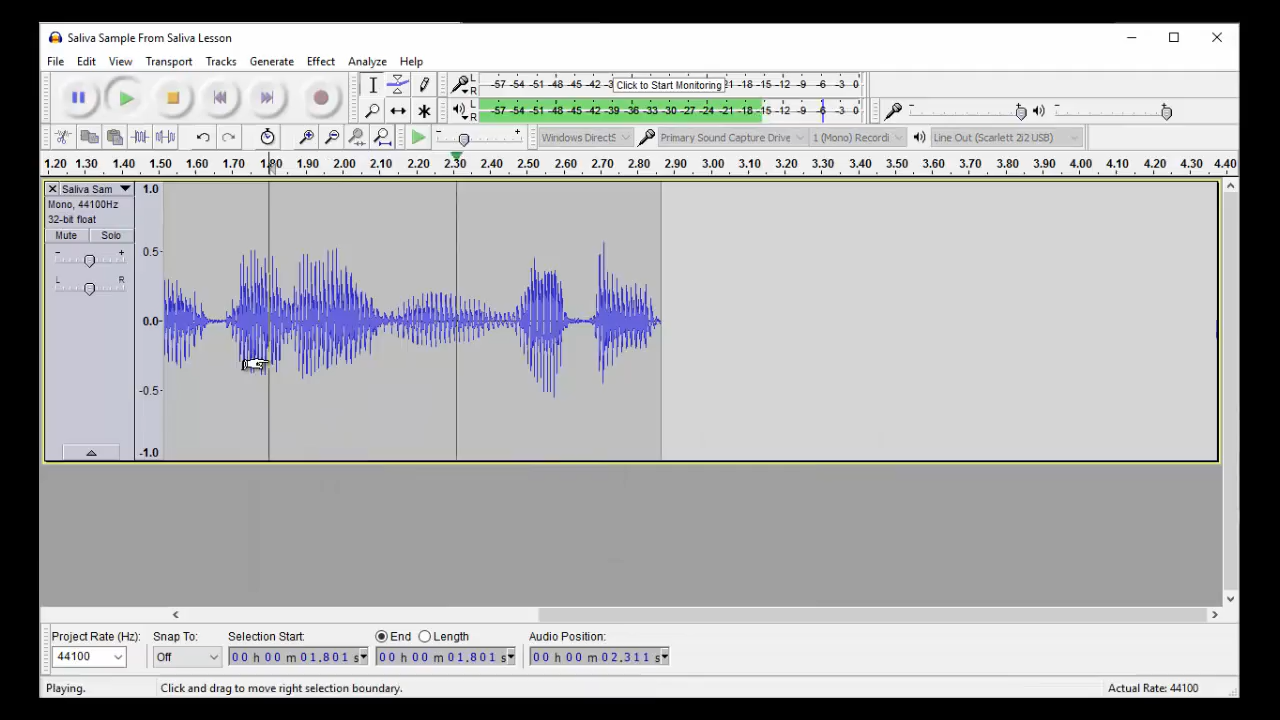 Saliva Sample From Saliva Lesson
File Edit View Transport Tracks Generate Effect Analyze Help
L R -57 -54 -51 -48 -45 -42 -3 Click to Start Monitoring -21 -18 -15 -12 -9 -6 -3 0
L R -57 -54 -51 -48 -45 -42 -39 -36 -33 -30 -27 -24 -21 -18 -15 -12 -9 -6 -3 0
- + - +
- + Windows DirectS Primary Sound Capture Drive 1 (Mono) Recordi Line Out (Scarlett 2i2 USB)
1.20 1.30 1.40 1.50 1.60 1.70 1.80 1.90 2.00 2.10 2.20 2.30 2.40 2.50 2.60 2.70 2.80 2.90 3.00 3.10 3.20 3.30 3.40 3.50 3.60 3.70 3.80 3.90 4.00 4.10 4.20 4.30 4.40
Saliva Sam 1.0
Mono, 44100Hz
32-bit float
Mute Solo
- + 0.5
L R
0.0
-0.5
-1.0
Project Rate (Hz): Snap To: Selection Start: End Length Audio Position:
44100 Off 00 h 00 m 01.801 s 00 h 00 m 01.801 s 00 h 00 m 02.311 s
Playing. Click and drag to move right selection boundary. Actual Rate: 44100